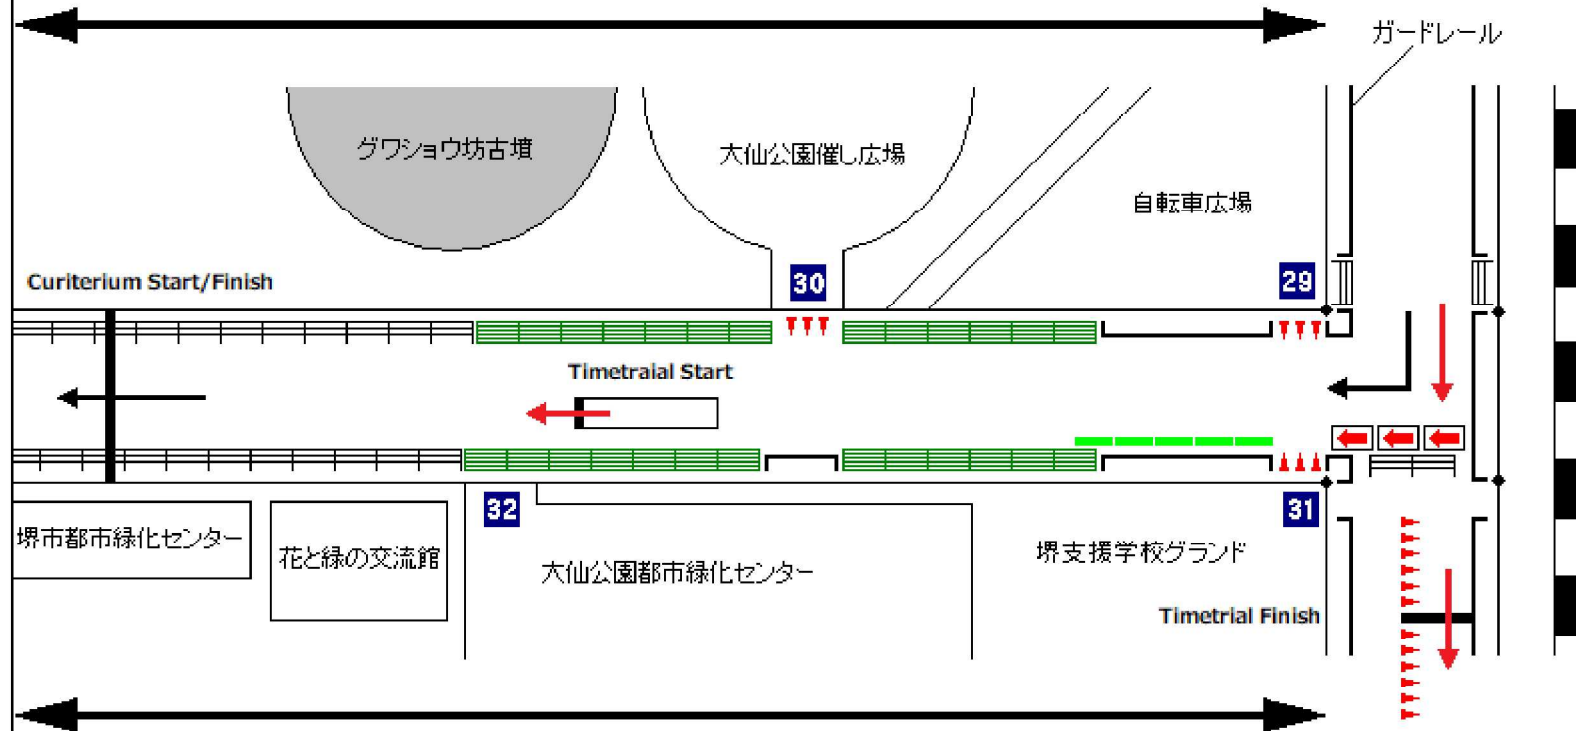 ガードレール
グワショウ坊古墳
大仙公園催し広場
自転車広場
Curiterium Start/Finish
30
29
Timetraial Start
32
31
堺市都市緑化センター
花と緑の交流館
大仙公園都市緑化センター
堺支援学校グランド
Timetrial Finish